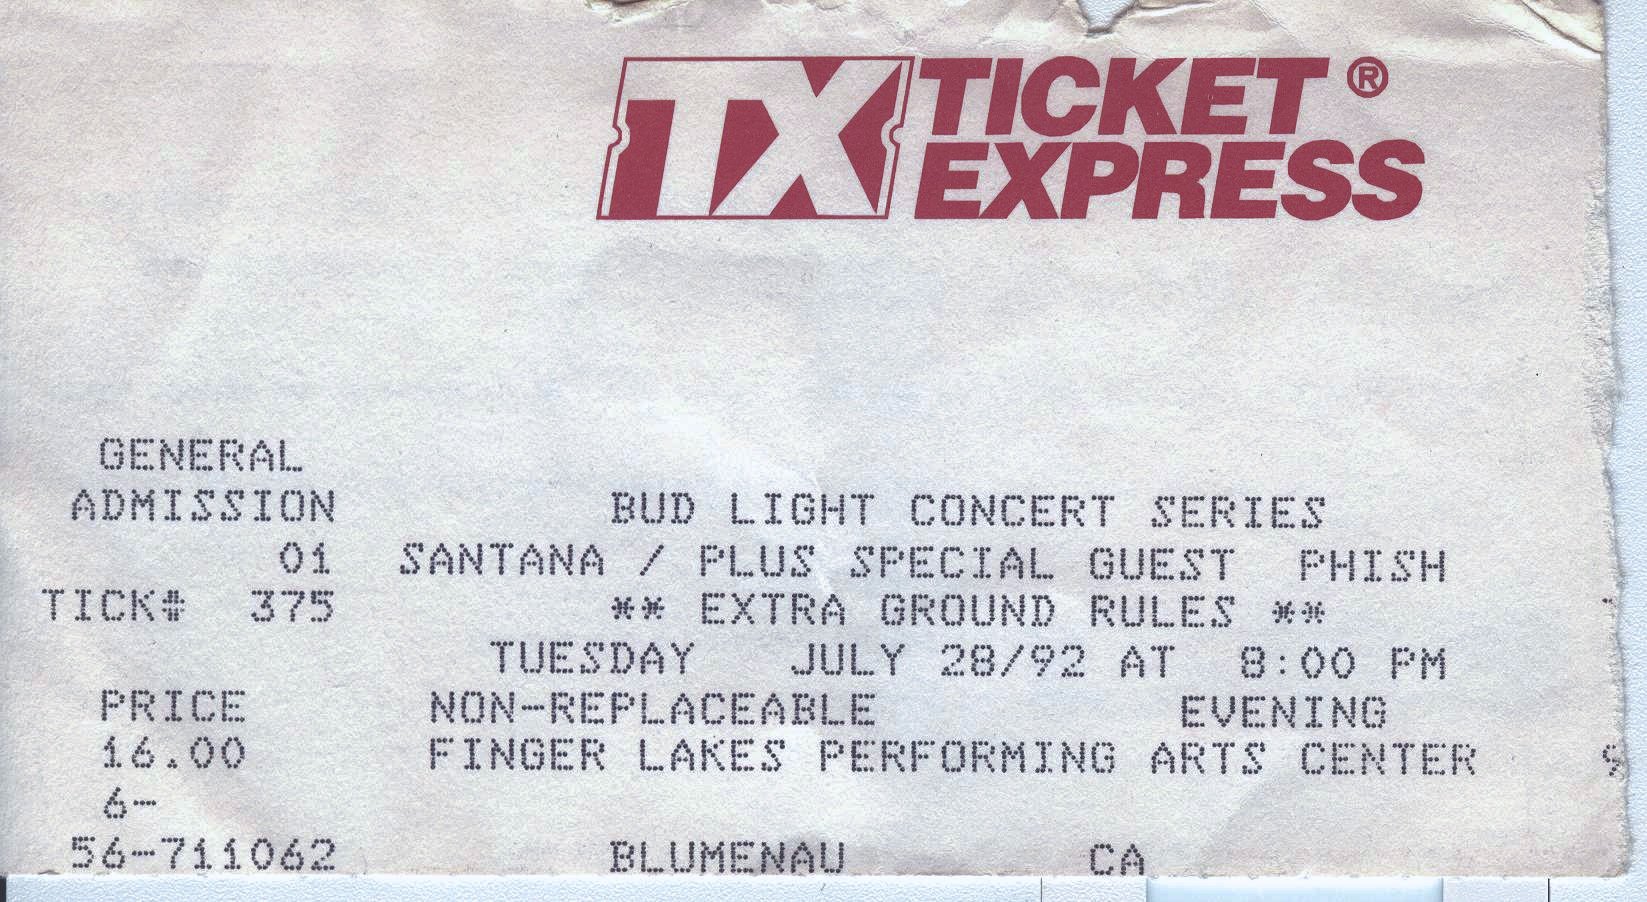 TX TICKET ®
EXPRESS
GENERAL
ADMISSION BUD LIGHT CONCERT SERIES
01 SANTANA / PLUS SPECIAL GUEST PHISH
TICK# 375 ** EXTRA GROUND RULES **
TUESDAY JULY 28/92 AT 8:00 PM
PRICE NON-REPLACEABLE EVENING
16.00 FINGER LAKES PERFORMING ARTS CENTER
6-
56-711062 BLUMENAU CA